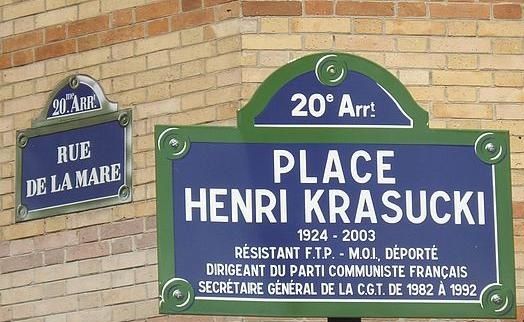 20me Arrt
RUE
DE LA MARE
20e Arrt
PLACE
HENRI KRASUCKI
1924 - 2003
RÉSISTANT F.T.P. - M.O.I., DÉPORTÉ
DIRIGEANT DU PARTI COMMUNISTE FRANÇAIS
SECRÉTAIRE GÉNÉRAL DE LA C.G.T. DE 1982 À 1992